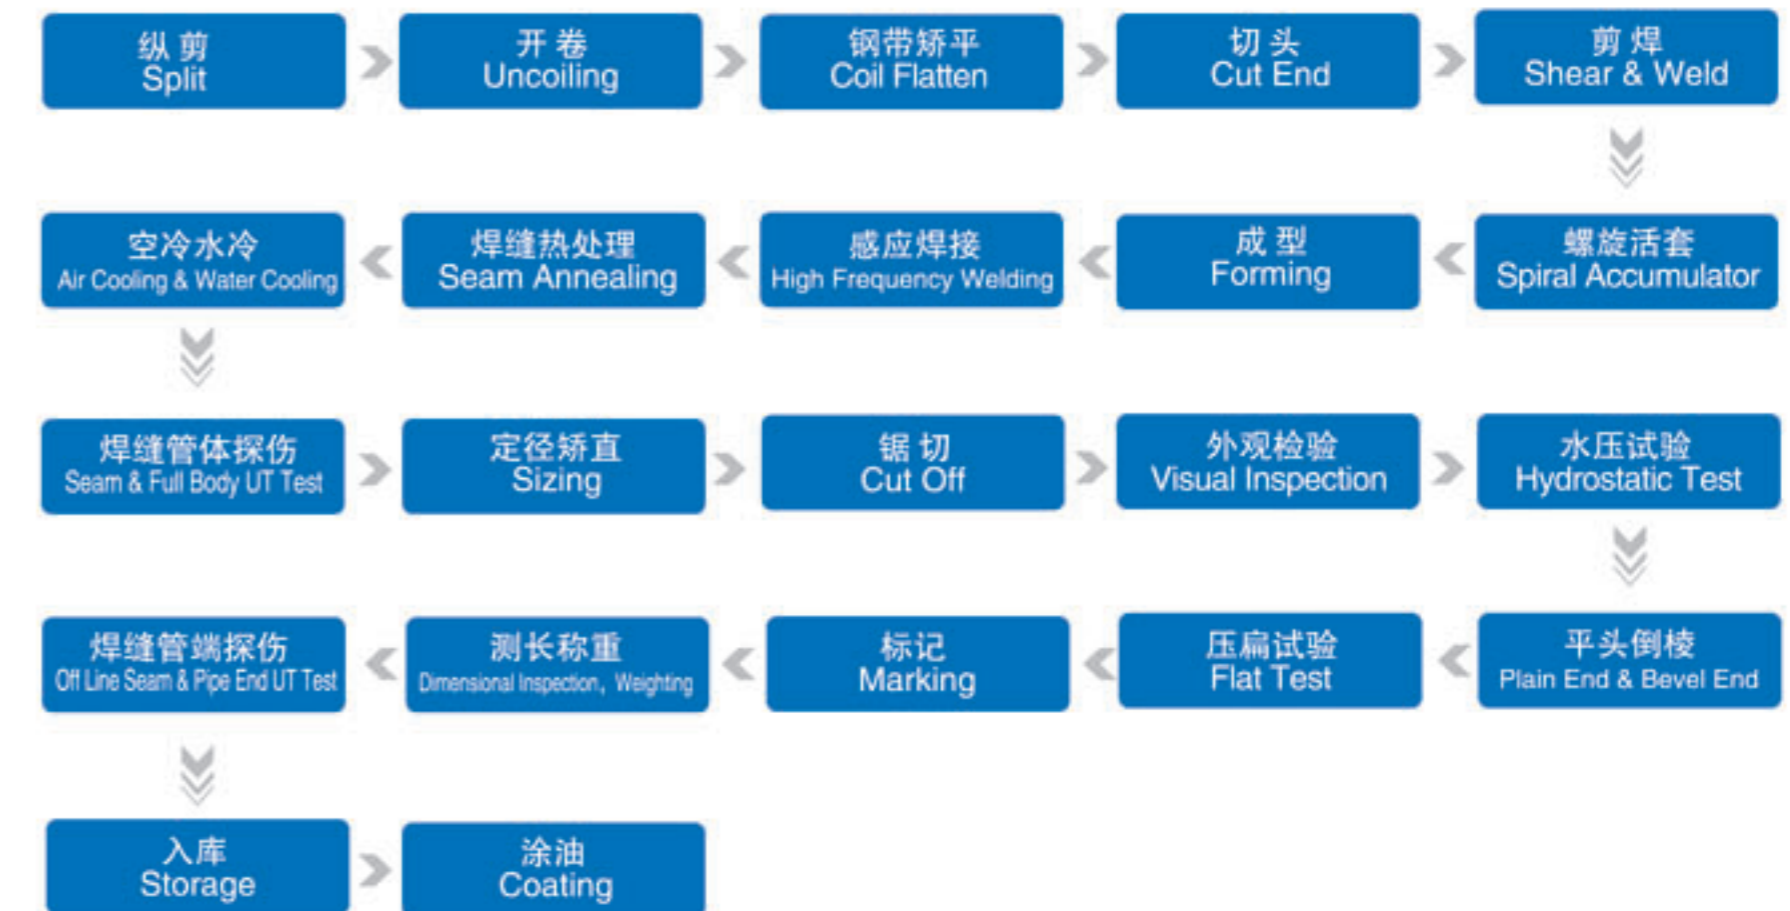 纵 剪
Split
开 卷
Uncoiling
钢带矫平
Coil Flatten
切 头
Cut End
剪 焊
Shear & Weld
螺旋活套
Spiral Accumulator
成 型
Forming
感应焊接
High Frequency Welding
焊缝热处理
Seam Annealing
空冷水冷
Air Cooling & Water Cooling
焊缝管体探伤
Seam & Full Body UT Test
定径矫直
Sizing
锯 切
Cut Off
外观检验
Visual Inspection
水压试验
Hydrostatic Test
平头倒棱
Plain End & Bevel End
压扁试验
Flat Test
标记
Marking
测长称重
Dimensional Inspection, Weighting
焊缝管端探伤
Off Line Seam & Pipe End UT Test
入库
Storage
涂油
Coating